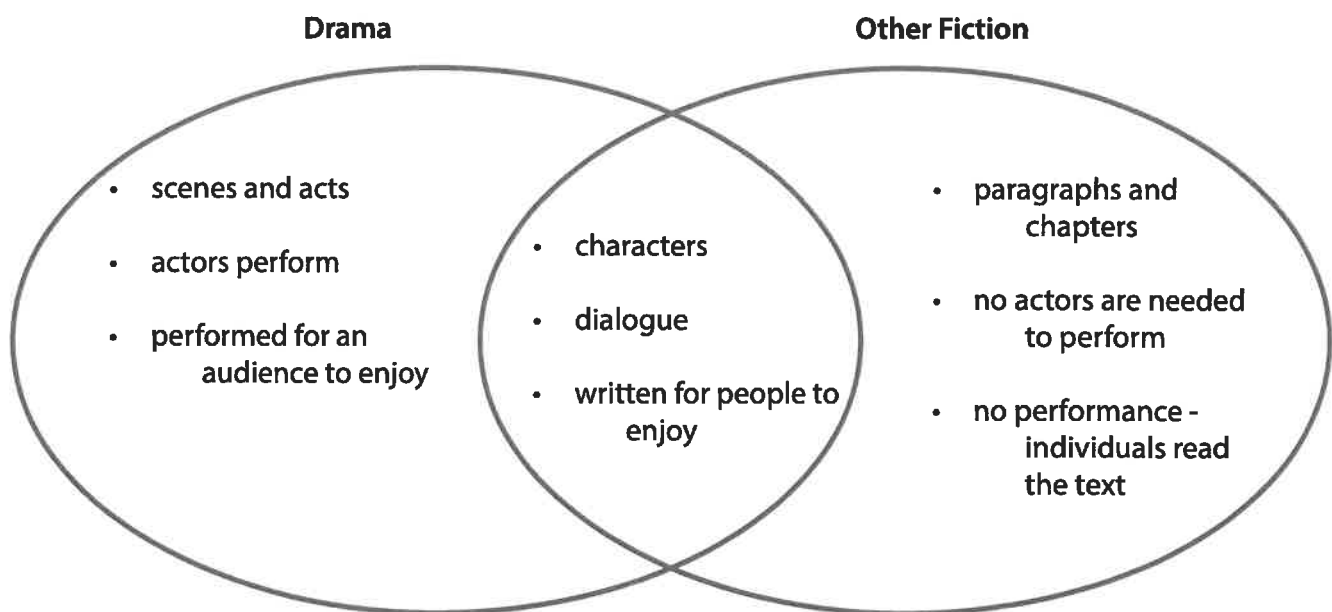 Drama
Other Fiction
• scenes and acts
• actors perform
• performed for an
audience to enjoy
• characters
• dialogue
• written for people to
enjoy
• paragraphs and
chapters
• no actors are needed
to perform
• no performance -
individuals read
the text